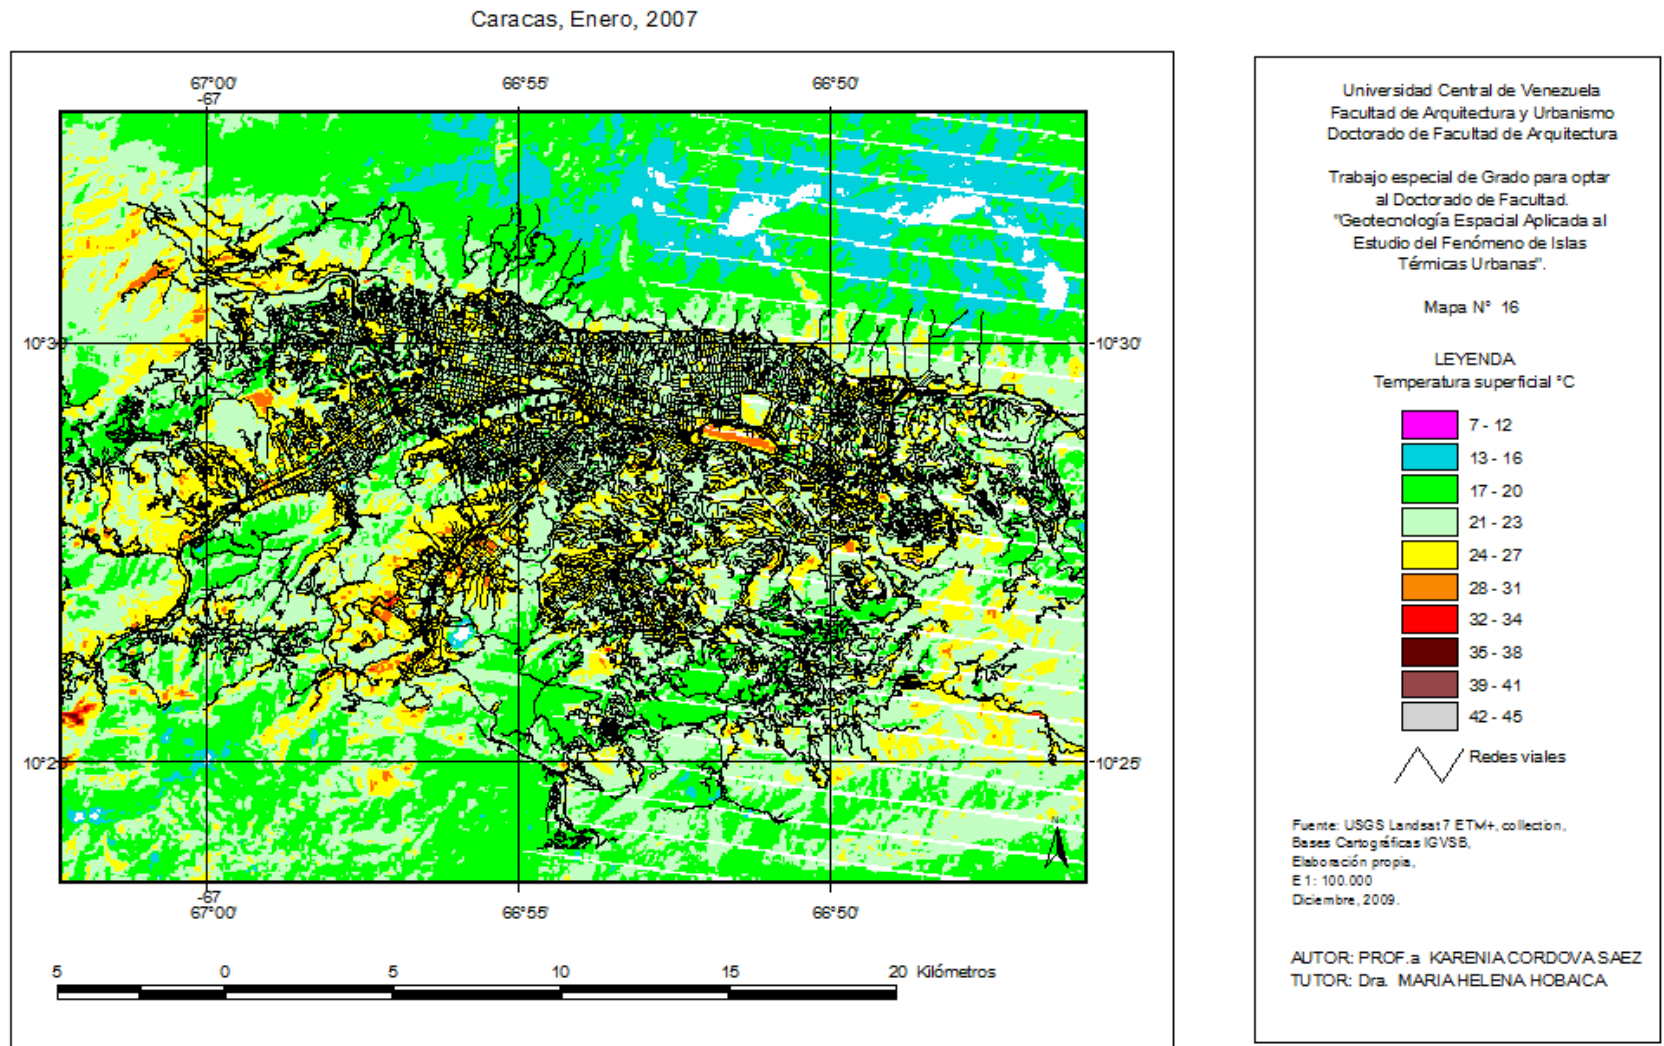 Caracas, Enero, 2007
67°00' 66°55' 66°50'
-67
10°30' 10°30'
10°25' 10°25'
-67
67°00' 66°55' 66°50'
N
5 0 5 10 15 20 Kilómetros
Universidad Central de Venezuela
Facultad de Arquitectura y Urbanismo
Doctorado de Facultad de Arquitectura
Trabajo especial de Grado para optar
al Doctorado de Facultad.
"Geotecnología Espacial Aplicada al
Estudio del Fenómeno de Islas
Térmicas Urbanas".
Mapa N° 16
LEYENDA
Temperatura superficial °C
7 - 12
13 - 16
17 - 20
21 - 23
24 - 27
28 - 31
32 - 34
35 - 38
39 - 41
42 - 45
Redes viales
Fuente: USGS Landsat 7 ETM+, collection,
Bases Cartográficas IGVSB,
Elaboración propia,
E 1: 100.000
Diciembre, 2009.
AUTOR: PROF.a KARENIA CORDOVA SAEZ
TUTOR: Dra. MARIA HELENA HOBAICA